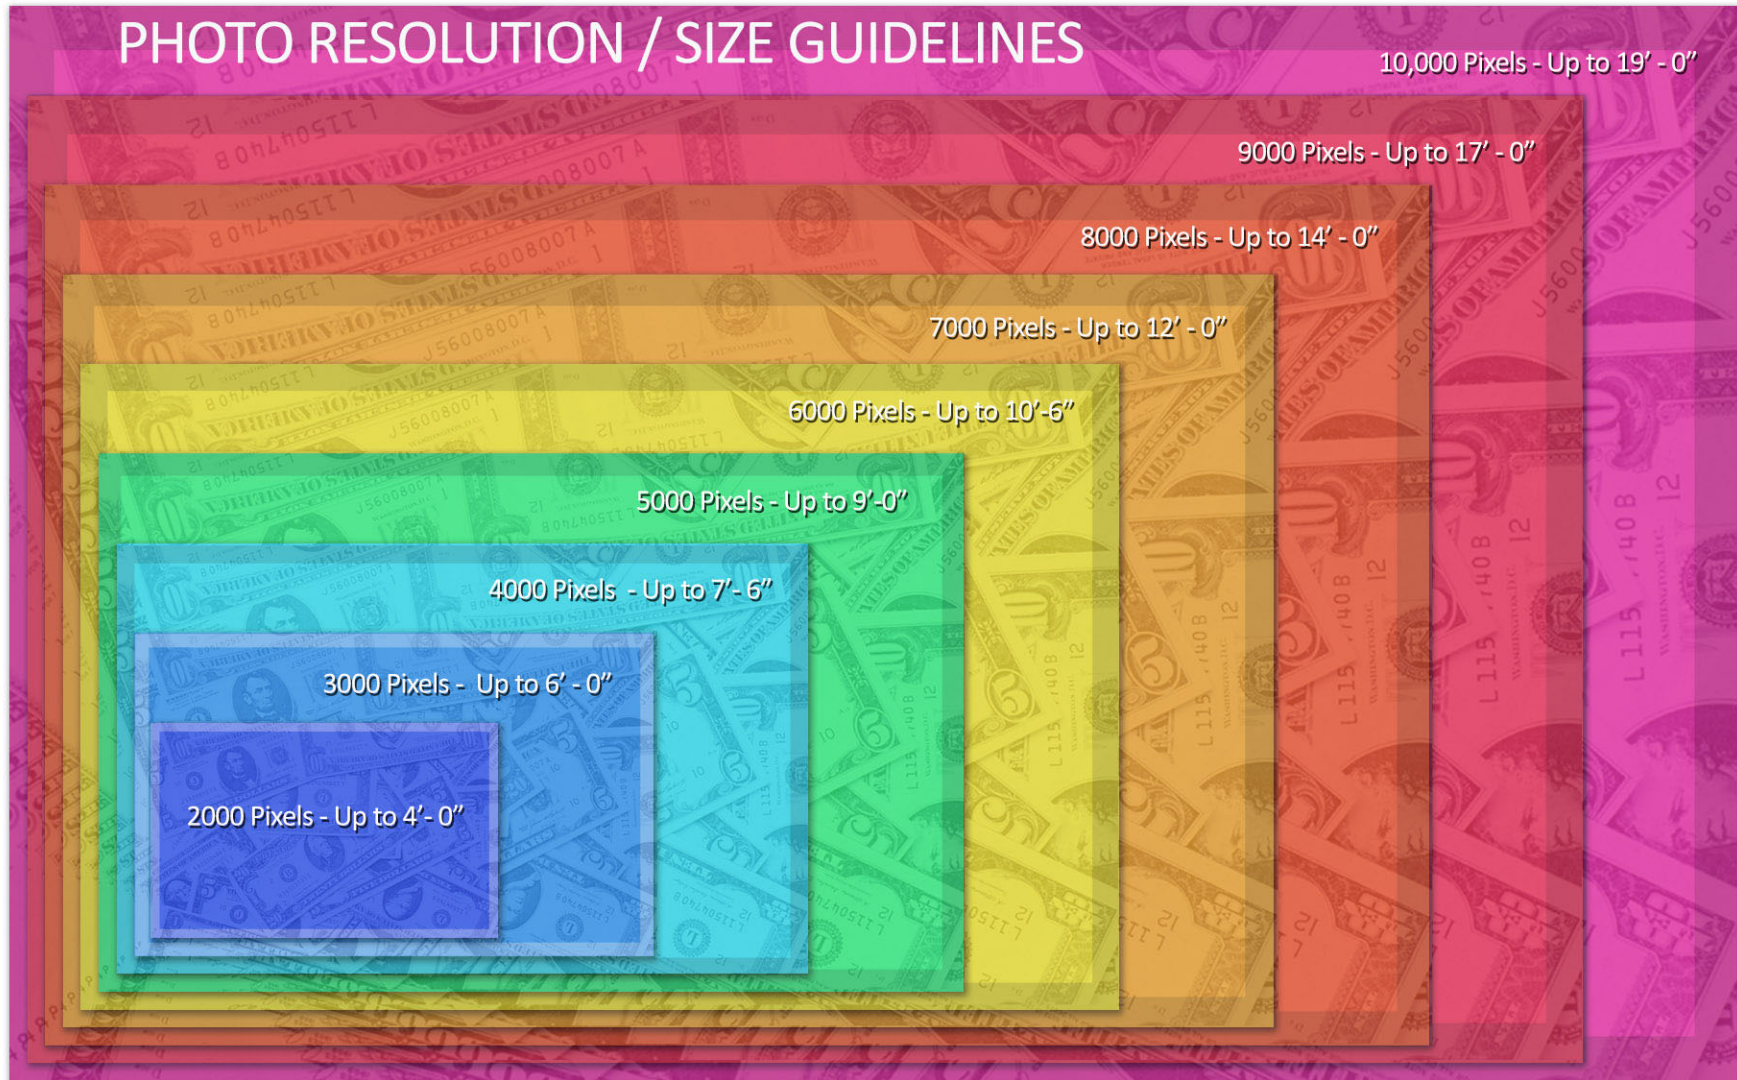 PHOTO RESOLUTION / SIZE GUIDELINES
10,000 Pixels - Up to 19' - 0"
9000 Pixels - Up to 17' - 0"
8000 Pixels - Up to 14' - 0"
7000 Pixels - Up to 12' - 0"
6000 Pixels - Up to 10'-6"
5000 Pixels - Up to 9'-0"
4000 Pixels - Up to 7'- 6"
3000 Pixels - Up to 6' - 0"
2000 Pixels - Up to 4'- 0"